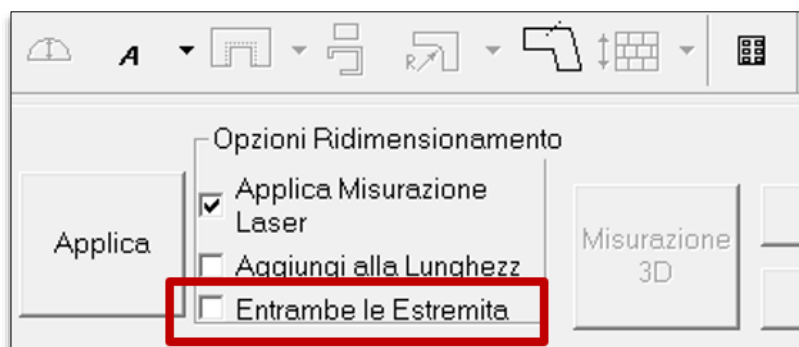 A
R
Opzioni Ridimensionamento
Applica Misurazione
Laser
Applica
Aggiungi alla Lunghezz
Misurazione
3D
Entrambe le Estremita